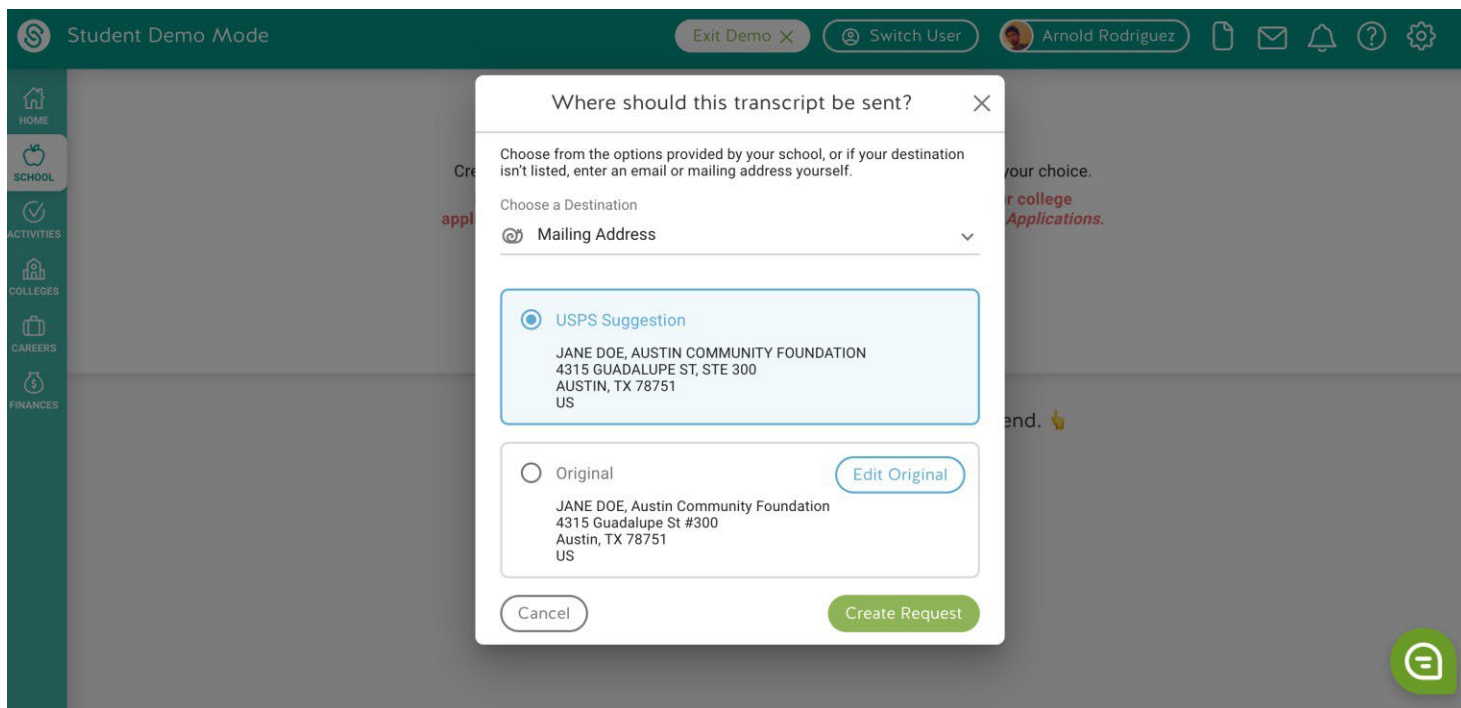 Student Demo Mode
Exit Demo
Switch User
Arnold Rodriguez
HOME
SCHOOL
ACTIVITIES
COLLEGES
CAREERS
FINANCES
Where should this transcript be sent?
Choose from the options provided by your school, or if your destination
isn't listed, enter an email or mailing address yourself.
Choose a Destination
Mailing Address
USPS Suggestion
JANE DOE, AUSTIN COMMUNITY FOUNDATION
4315 GUADALUPE ST, STE 300
AUSTIN, TX 78751
US
Original
Edit Original
JANE DOE, Austin Community Foundation
4315 Guadalupe St #300
Austin, TX 78751
US
Cancel
Create Request
your choice.
college
Applications.